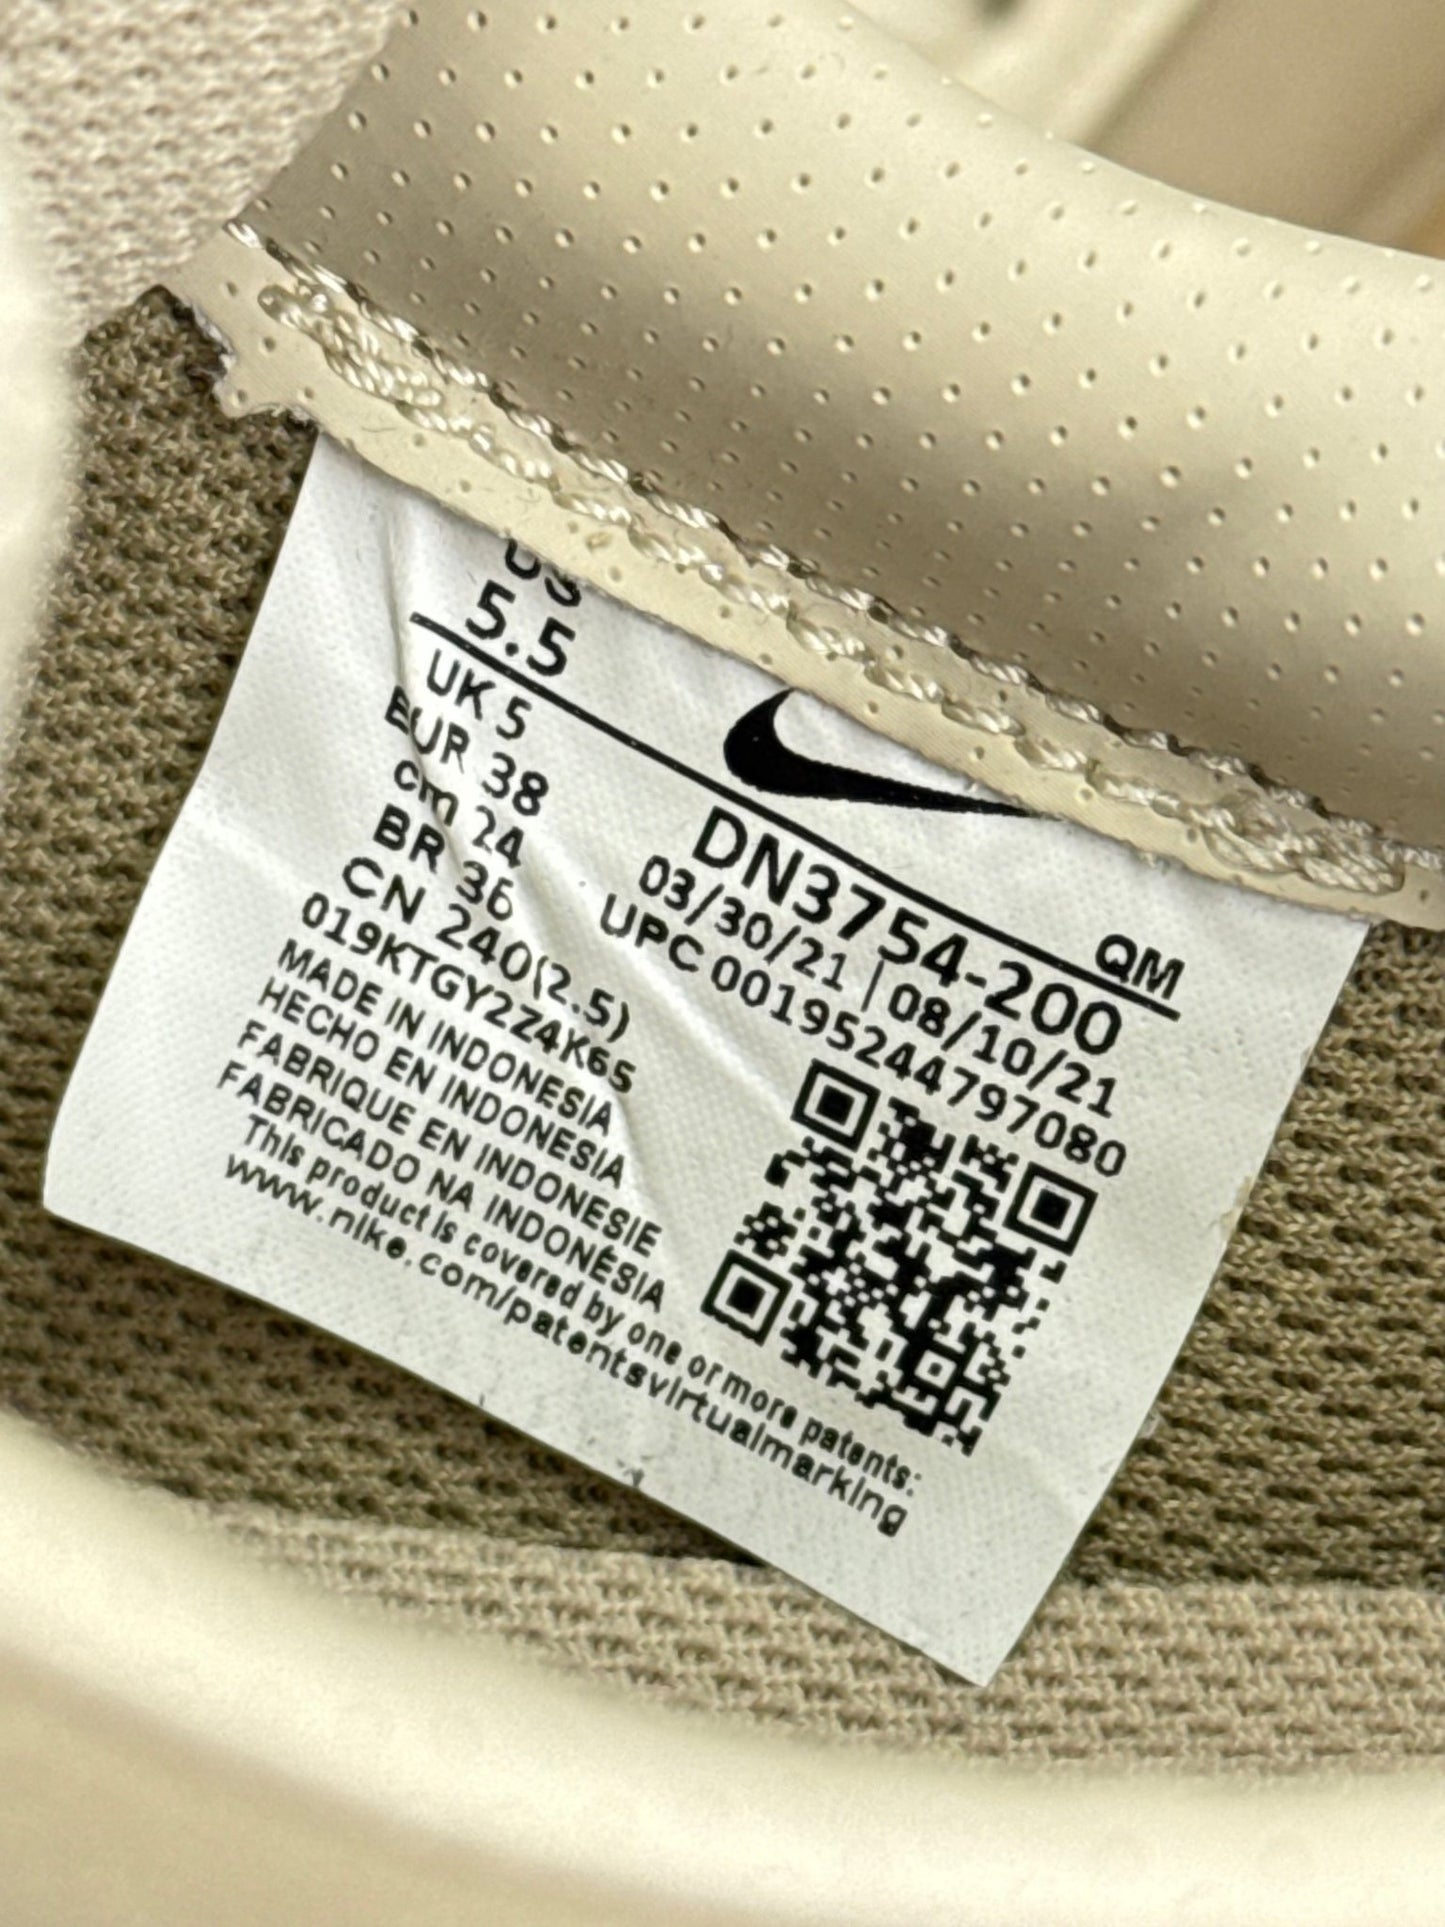 US
5.5
UK 5
EUR 38
cm 24
BR 36
CN 240(2.5)
019KTGY2Z4K65
MADE IN INDONESIA
HECHO EN INDONESIA
FABRIQUE EN INDONESIE
FABRICADO NA INDONÉSIA
This product is covered by one or more patents:
www.nike.com/patentsvirtualmarking
QM
DN3754-200
03/30/21 | 08/10/21
UPC 00195244797080